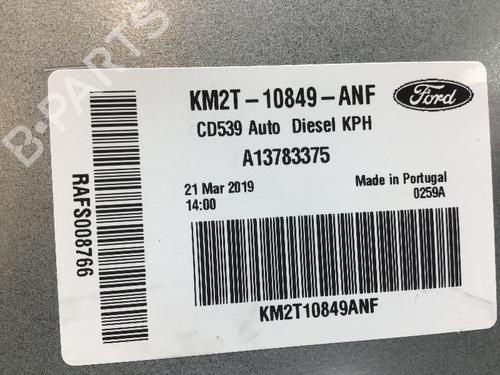 B-PARTS
KM2T-10849-ANF
Ford
CD539 Auto Diesel KPH
A13783375
21 Mar 2019
14:00
Made in Portugal
0259A
RAFS008766
KM2T10849ANF